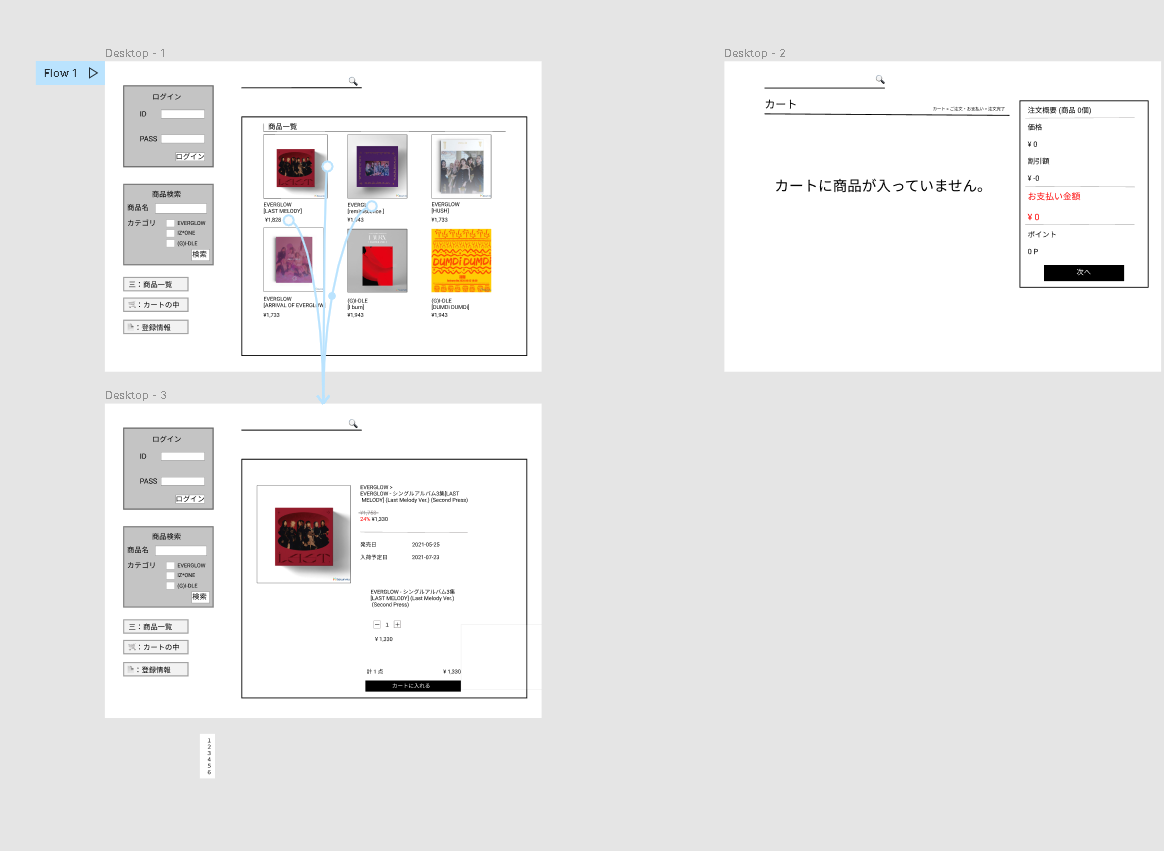 Desktop - 1
Flow 1
ログイン
ID
PASS
ログイン
商品検索
商品名
カテゴリ
EVERGLOW
IZ*ONE
(G)I-DLE
検索
三：商品一覧
：カートの中
：登録情報
商品一覧
EVERGLOW
[LAST MELODY]
¥1,828
EVERGLOW
¥1,943
EVERGLOW
[HUSH]
¥1,733
EVERGLOW
[ARRIVAL OF EVERGLOW]
¥1,733
(G)I-DLE
[I burn]
¥1,943
DUMDi DUMDi
(G)I-DLE
[DUMDI DUMDI]
¥1,943
Desktop - 2
カート
カート > ご注文・お支払い > 注文完了
カートに商品が入っていません。
注文概要 (商品 0個)
価格
¥ 0
割引額
¥ -0
お支払い金額
¥ 0
ポイント
0 P
次へ
Desktop - 3
ログイン
ID
PASS
ログイン
商品検索
商品名
カテゴリ
EVERGLOW
IZ*ONE
(G)I-DLE
検索
三：商品一覧
：カートの中
：登録情報
LAST
EVERGLOW >
EVERGLOW - シングルアルバム3集[LAST
MELODY] (Last Melody Ver.) (Second Press)
24% ¥1,330
発売日 2021-05-25
入荷予定日 2021-07-23
EVERGLOW - シングルアルバム3集
[LAST MELODY] (Last Melody Ver.)
(Second Press)
− 1 +
¥ 1,330
計 1 点 ¥ 1,330
カートに入れる
1
2
3
4
5
6